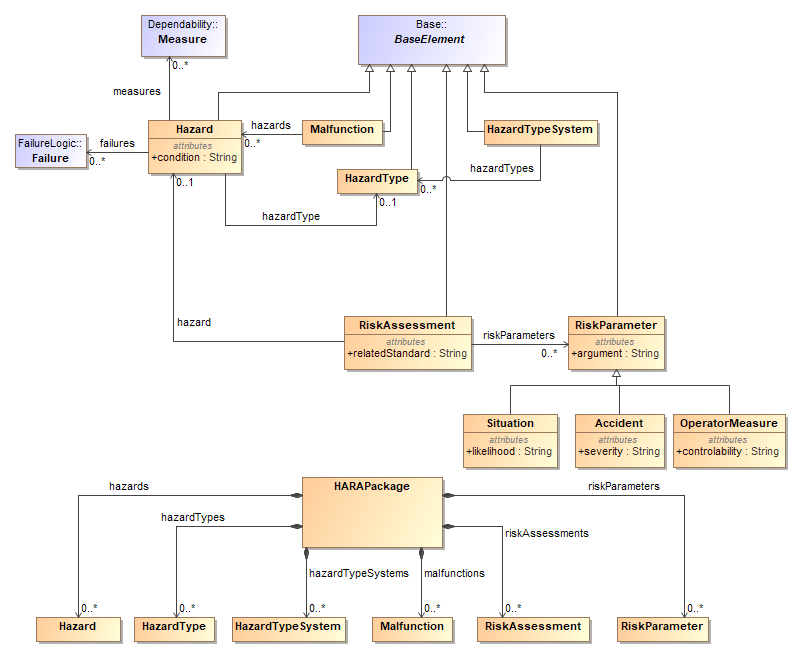 Dependability::
Measure
Base::
BaseElement
0..*
measures
Hazard
attributes
+condition : String
hazards
0..*
Malfunction
HazardTypeSystem
FailureLogic::
Failure
failures
0..*
hazardTypes
HazardType
0..*
0..1
0..1
hazardType
hazard
RiskAssessment
attributes
+relatedStandard : String
riskParameters
0..*
RiskParameter
attributes
+argument : String
Situation
attributes
+likelihood : String
Accident
attributes
+severity : String
OperatorMeasure
attributes
+controlability : String
HARAPackage
hazards
riskParameters
hazardTypes
riskAssessments
hazardTypeSystems
malfunctions
0..*
0..*
0..*
0..*
0..*
0..*
Hazard
HazardType
HazardTypeSystem
Malfunction
RiskAssessment
RiskParameter